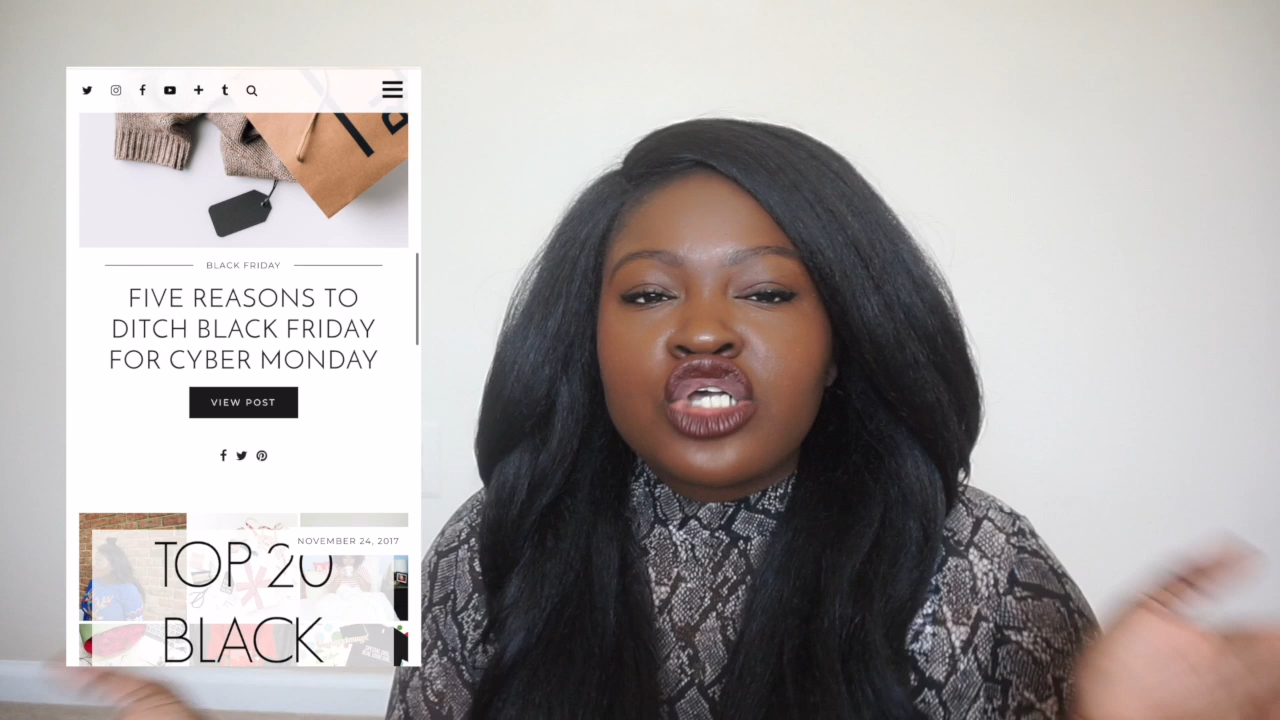 BLACK FRIDAY
FIVE REASONS TO
DITCH BLACK FRIDAY
FOR CYBER MONDAY
VIEW POST
NOVEMBER 24, 2017
TOP 20
BLACK